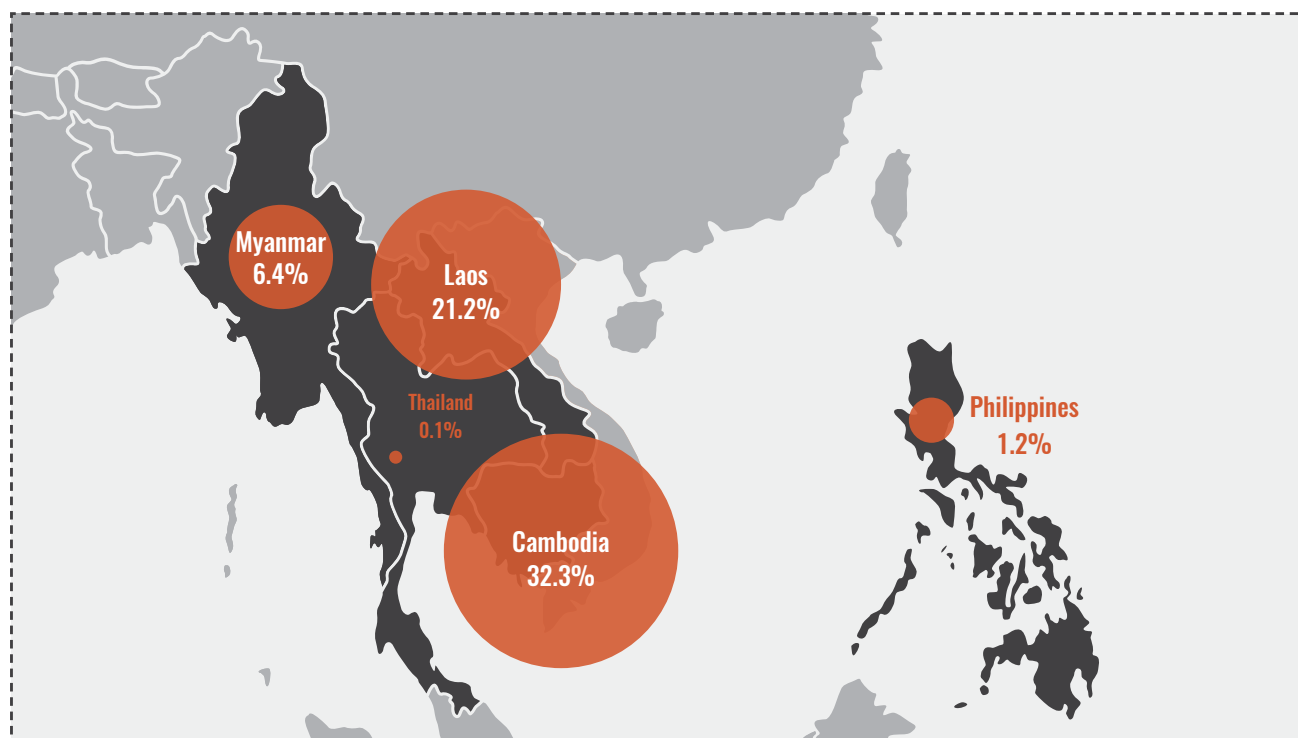 Myanmar
6.4%
Laos
21.2%
Thailand
0.1%
Philippines
1.2%
Cambodia
32.3%